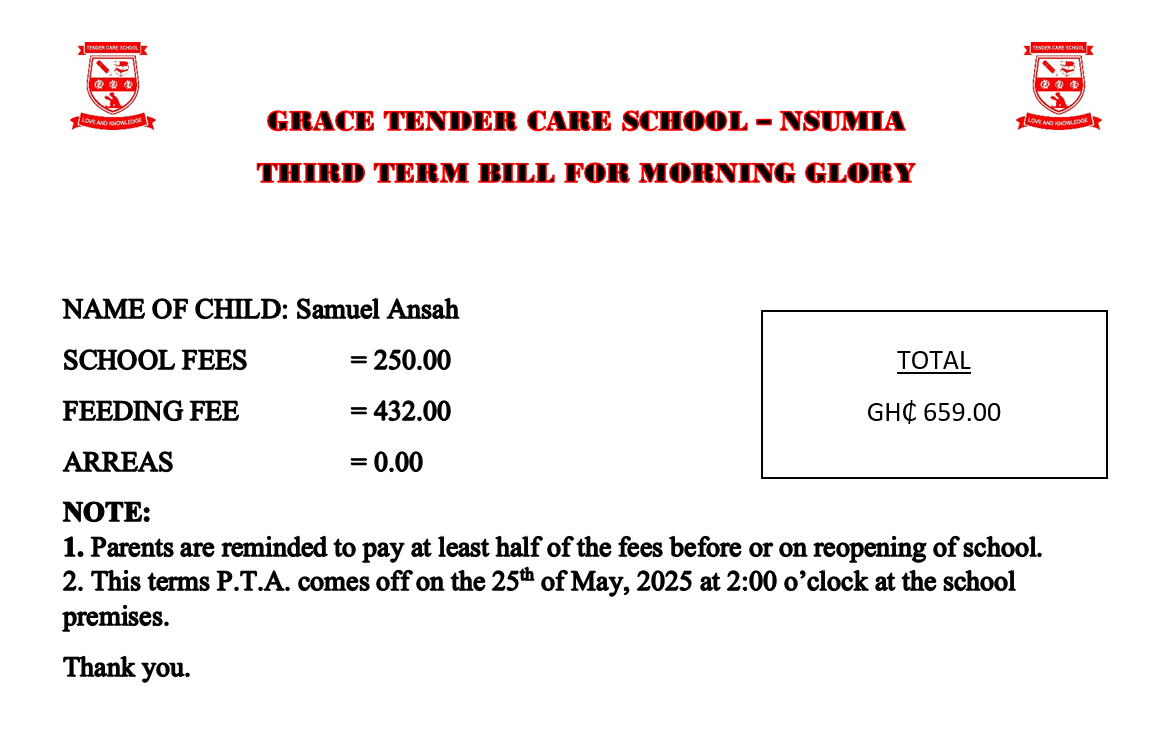 TENDER CARE SCHOOL
LOVE AND KNOWLEDGE
TENDER CARE SCHOOL
LOVE AND KNOWLEDGE
GRACE TENDER CARE SCHOOL – NSUMIA
THIRD TERM BILL FOR MORNING GLORY
NAME OF CHILD: Samuel Ansah
SCHOOL FEES = 250.00
FEEDING FEE = 432.00
ARREAS = 0.00
TOTAL
GH₵ 659.00
NOTE:
1. Parents are reminded to pay at least half of the fees before or on reopening of school.
2. This terms P.T.A. comes off on the 25th of May, 2025 at 2:00 o’clock at the school
premises.
Thank you.